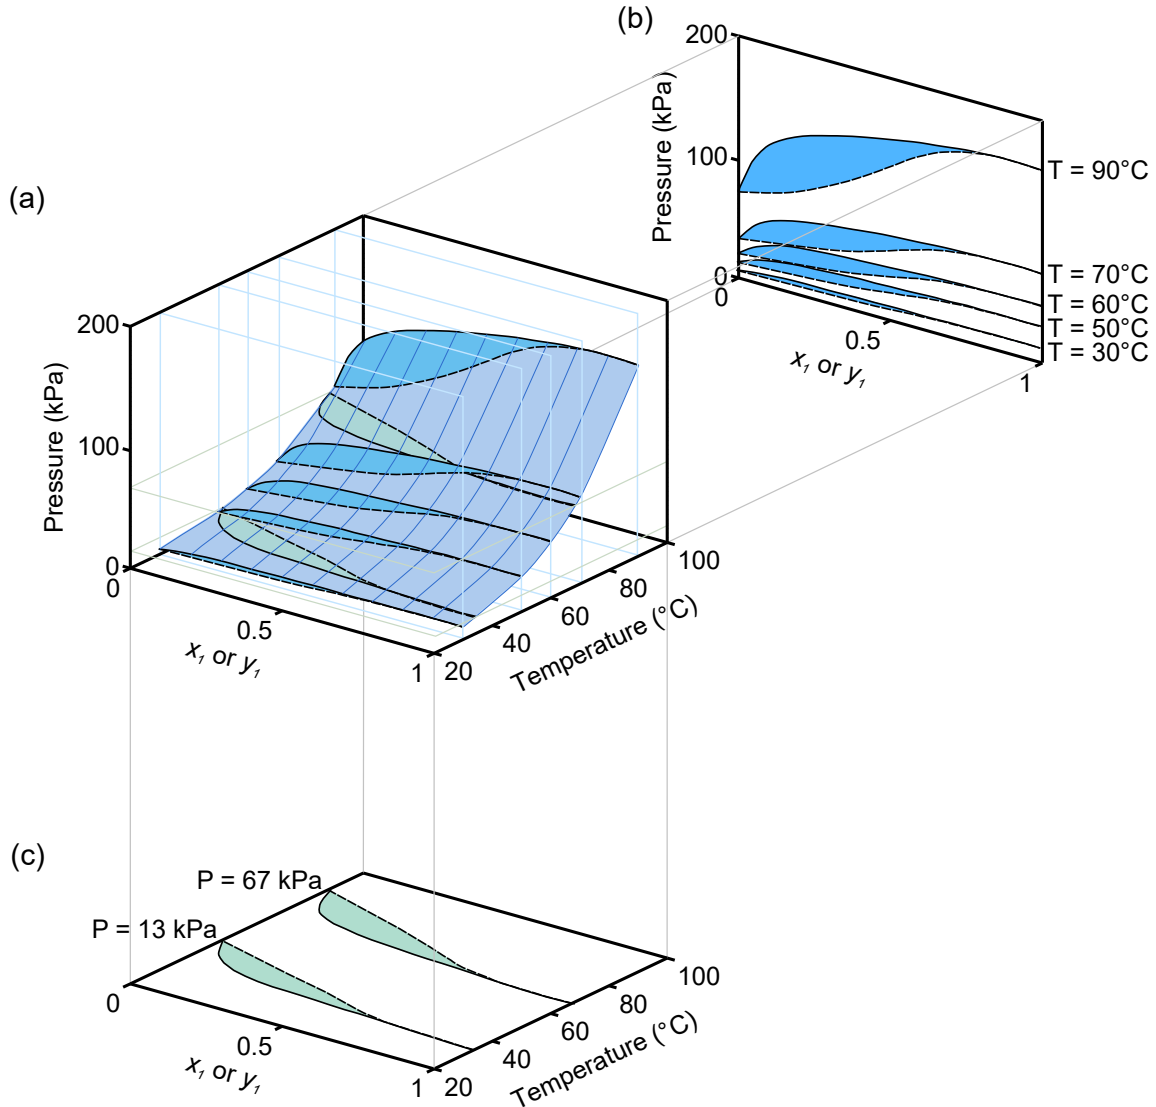 (b)
200
Pressure (kPa)
100
0
0
0.5
1
x₁ or y₁
T = 90°C
T = 70°C
T = 60°C
T = 50°C
T = 30°C
(a)
200
Pressure (kPa)
100
0
0
0.5
1
x₁ or y₁
20
40
60
80
100
Temperature (°C)
(c)
P = 67 kPa
P = 13 kPa
0
0.5
1
x₁ or y₁
20
40
60
80
100
Temperature (°C)